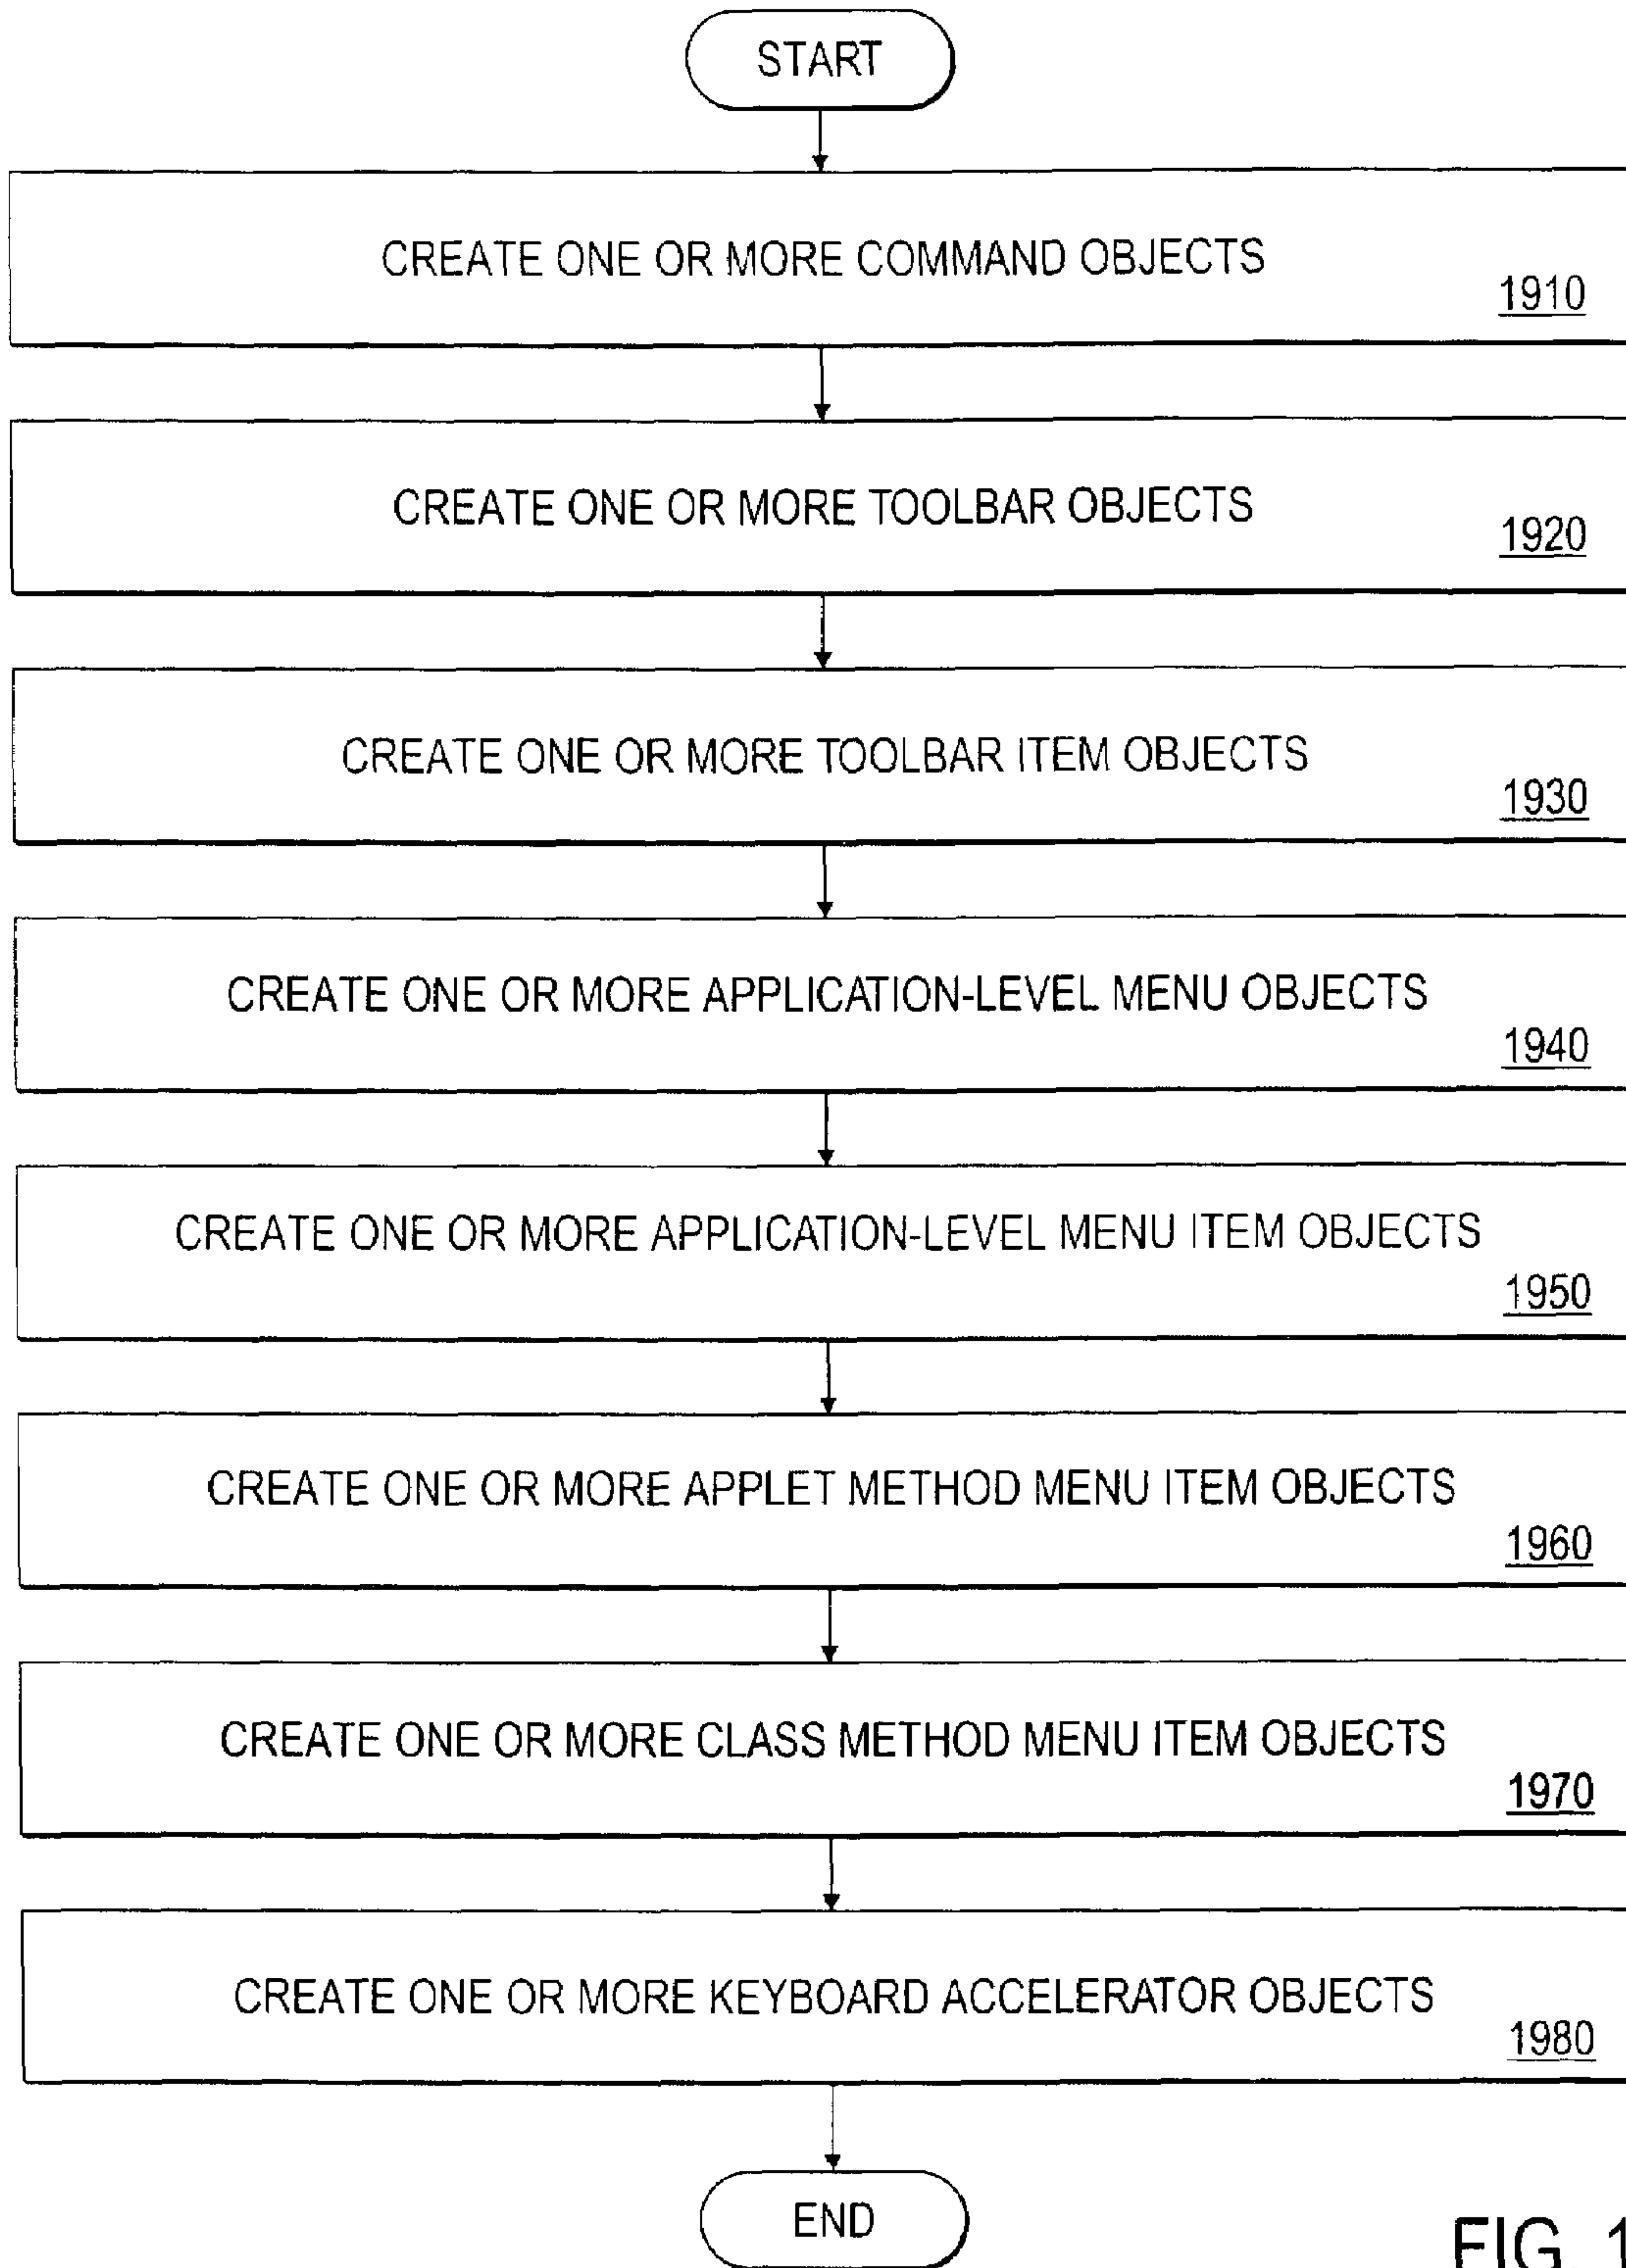 START
CREATE ONE OR MORE COMMAND OBJECTS
1910
CREATE ONE OR MORE TOOLBAR OBJECTS
1920
CREATE ONE OR MORE TOOLBAR ITEM OBJECTS
1930
CREATE ONE OR MORE APPLICATION-LEVEL MENU OBJECTS
1940
CREATE ONE OR MORE APPLICATION-LEVEL MENU ITEM OBJECTS
1950
CREATE ONE OR MORE APPLET METHOD MENU ITEM OBJECTS
1960
CREATE ONE OR MORE CLASS METHOD MENU ITEM OBJECTS
1970
CREATE ONE OR MORE KEYBOARD ACCELERATOR OBJECTS
1980
END
FIG. 1